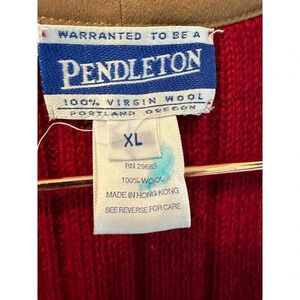 WARRANTED TO BE A
PENDLETON
100% VIRGIN WOOL
PORTLAND OREGON
XL
RN 29685
100% WOOL
MADE IN HONG KONG
SEE REVERSE FOR CARE